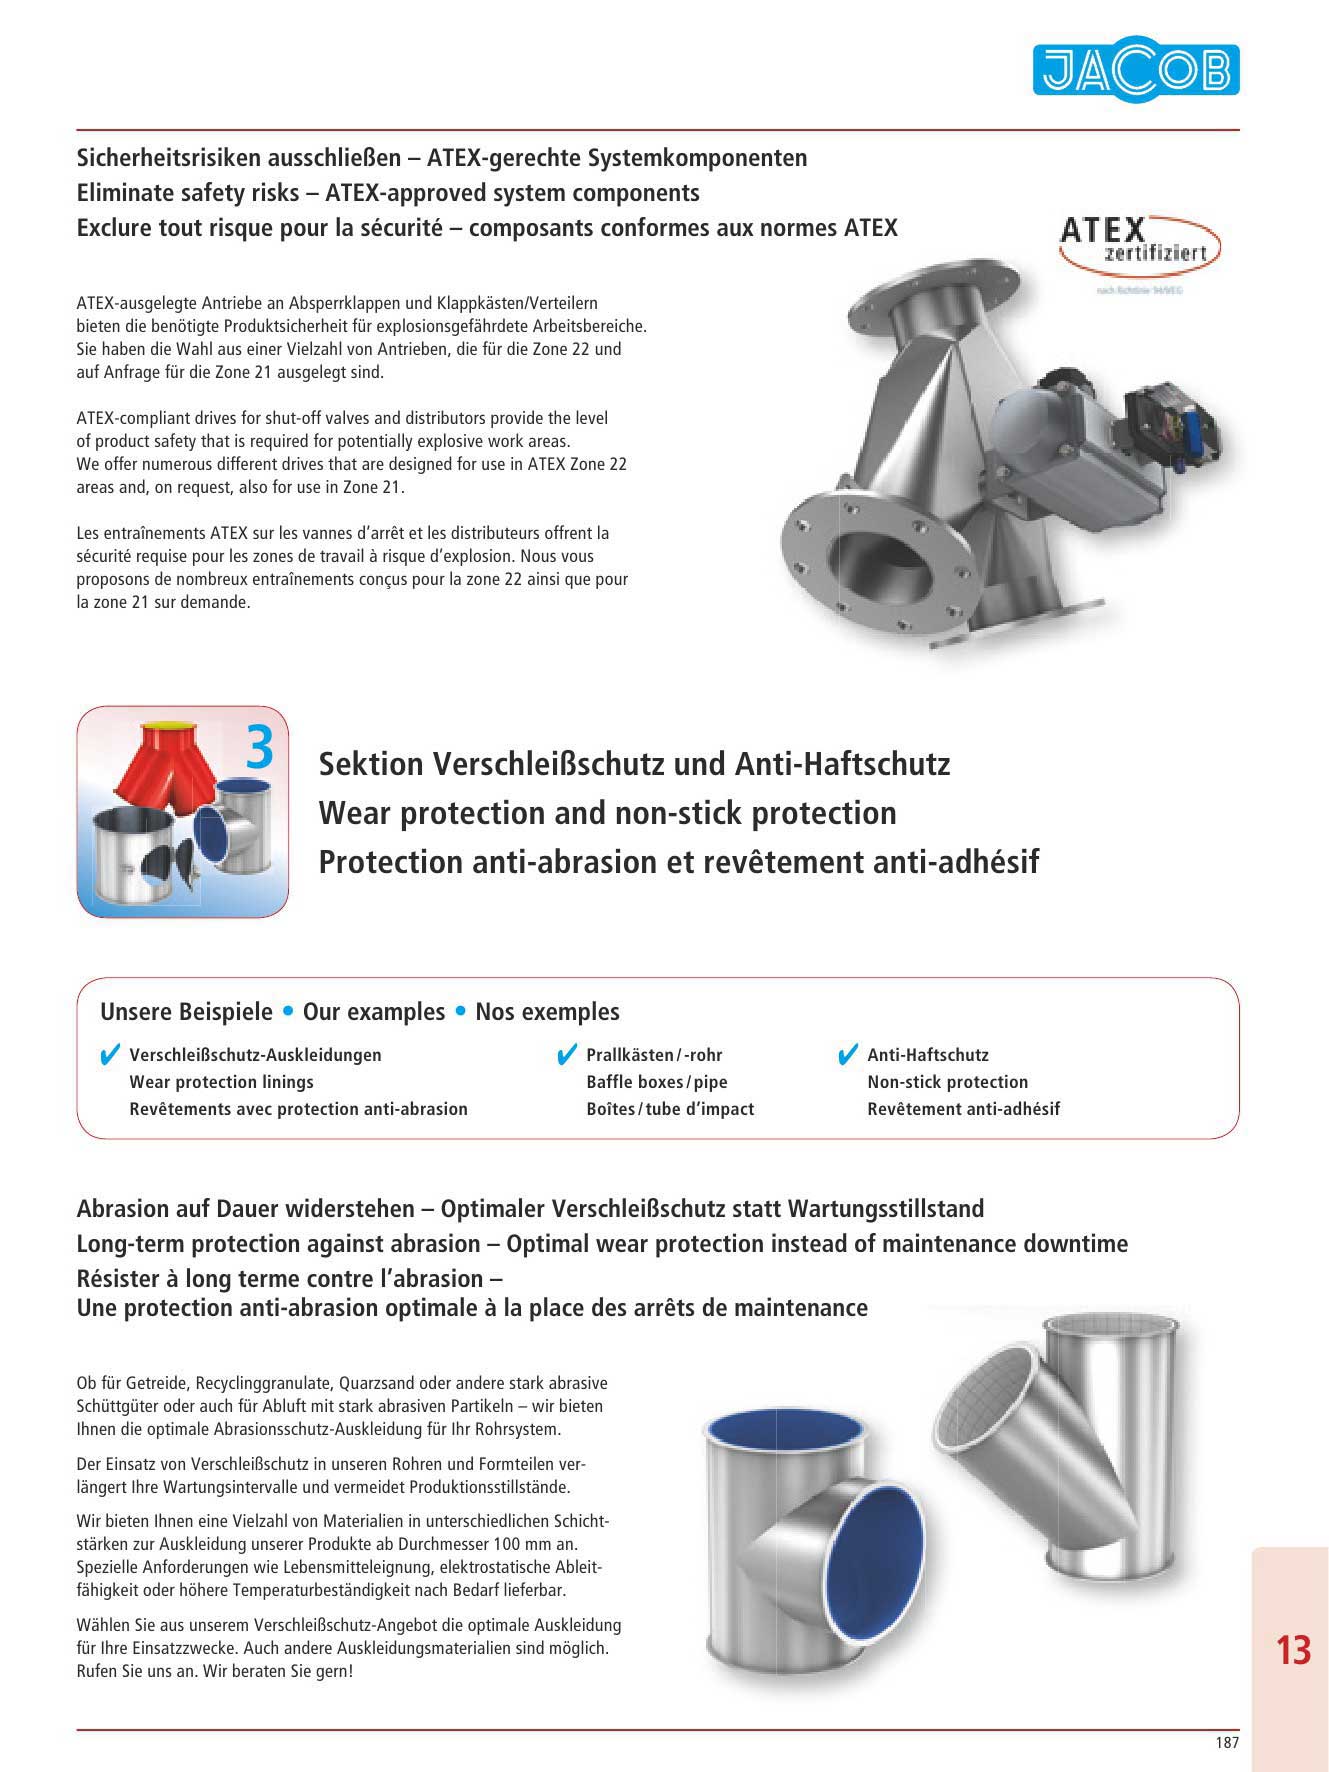 JACOB
Sicherheitsrisiken ausschließen – ATEX-gerechte Systemkomponenten
Eliminate safety risks – ATEX-approved system components
Exclure tout risque pour la sécurité – composants conformes aux normes ATEX
ATEX
zertifiziert
nach Richtlinie 94/9/EG
ATEX-ausgelegte Antriebe an Absperrklappen und Klappkästen/Verteilern
bieten die benötigte Produktsicherheit für explosionsgefährdete Arbeitsbereiche.
Sie haben die Wahl aus einer Vielzahl von Antrieben, die für die Zone 22 und
auf Anfrage für die Zone 21 ausgelegt sind.
ATEX-compliant drives for shut-off valves and distributors provide the level
of product safety that is required for potentially explosive work areas.
We offer numerous different drives that are designed for use in ATEX Zone 22
areas and, on request, also for use in Zone 21.
Les entraînements ATEX sur les vannes d’arrêt et les distributeurs offrent la
sécurité requise pour les zones de travail à risque d’explosion. Nous vous
proposons de nombreux entraînements conçus pour la zone 22 ainsi que pour
la zone 21 sur demande.
3
Sektion Verschleißschutz und Anti-Haftschutz
Wear protection and non-stick protection
Protection anti-abrasion et revêtement anti-adhésif
Unsere Beispiele • Our examples • Nos exemples
✔ Verschleißschutz-Auskleidungen
Wear protection linings
Revêtements avec protection anti-abrasion
✔ Prallkästen/-rohr
Baffle boxes/pipe
Boîtes/tube d’impact
✔ Anti-Haftschutz
Non-stick protection
Revêtement anti-adhésif
Abrasion auf Dauer widerstehen – Optimaler Verschleißschutz statt Wartungsstillstand
Long-term protection against abrasion – Optimal wear protection instead of maintenance downtime
Résister à long terme contre l’abrasion –
Une protection anti-abrasion optimale à la place des arrêts de maintenance
Ob für Getreide, Recyclinggranulate, Quarzsand oder andere stark abrasive
Schüttgüter oder auch für Abluft mit stark abrasiven Partikeln – wir bieten
Ihnen die optimale Abrasionsschutz-Auskleidung für Ihr Rohrsystem.
Der Einsatz von Verschleißschutz in unseren Rohren und Formteilen ver-
längert Ihre Wartungsintervalle und vermeidet Produktionsstillstände.
Wir bieten Ihnen eine Vielzahl von Materialien in unterschiedlichen Schicht-
stärken zur Auskleidung unserer Produkte ab Durchmesser 100 mm an.
Spezielle Anforderungen wie Lebensmitteleignung, elektrostatische Ableit-
fähigkeit oder höhere Temperaturbeständigkeit nach Bedarf lieferbar.
Wählen Sie aus unserem Verschleißschutz-Angebot die optimale Auskleidung
für Ihre Einsatzzwecke. Auch andere Auskleidungsmaterialien sind möglich.
Rufen Sie uns an. Wir beraten Sie gern!
13
187